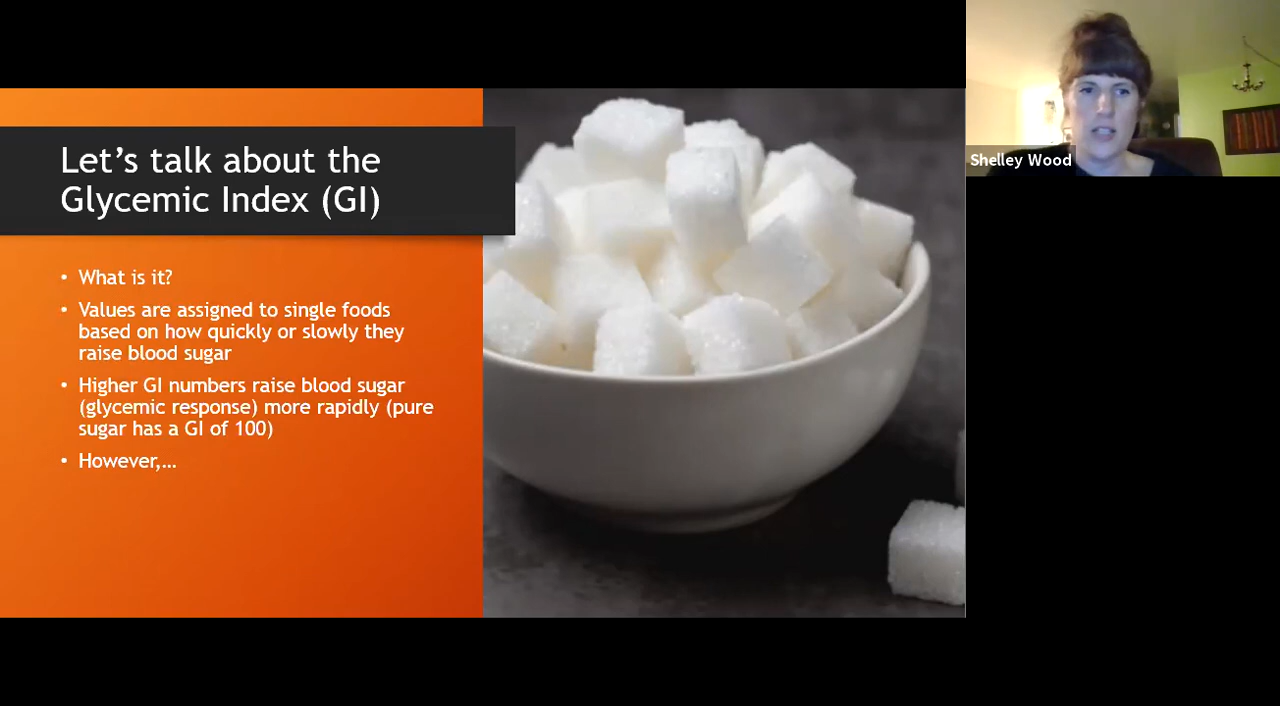 Let's talk about the
Glycemic Index (GI)
• What is it?
• Values are assigned to single foods
based on how quickly or slowly they
raise blood sugar
• Higher GI numbers raise blood sugar
(glycemic response) more rapidly (pure
sugar has a GI of 100)
• However,…
Shelley Wood